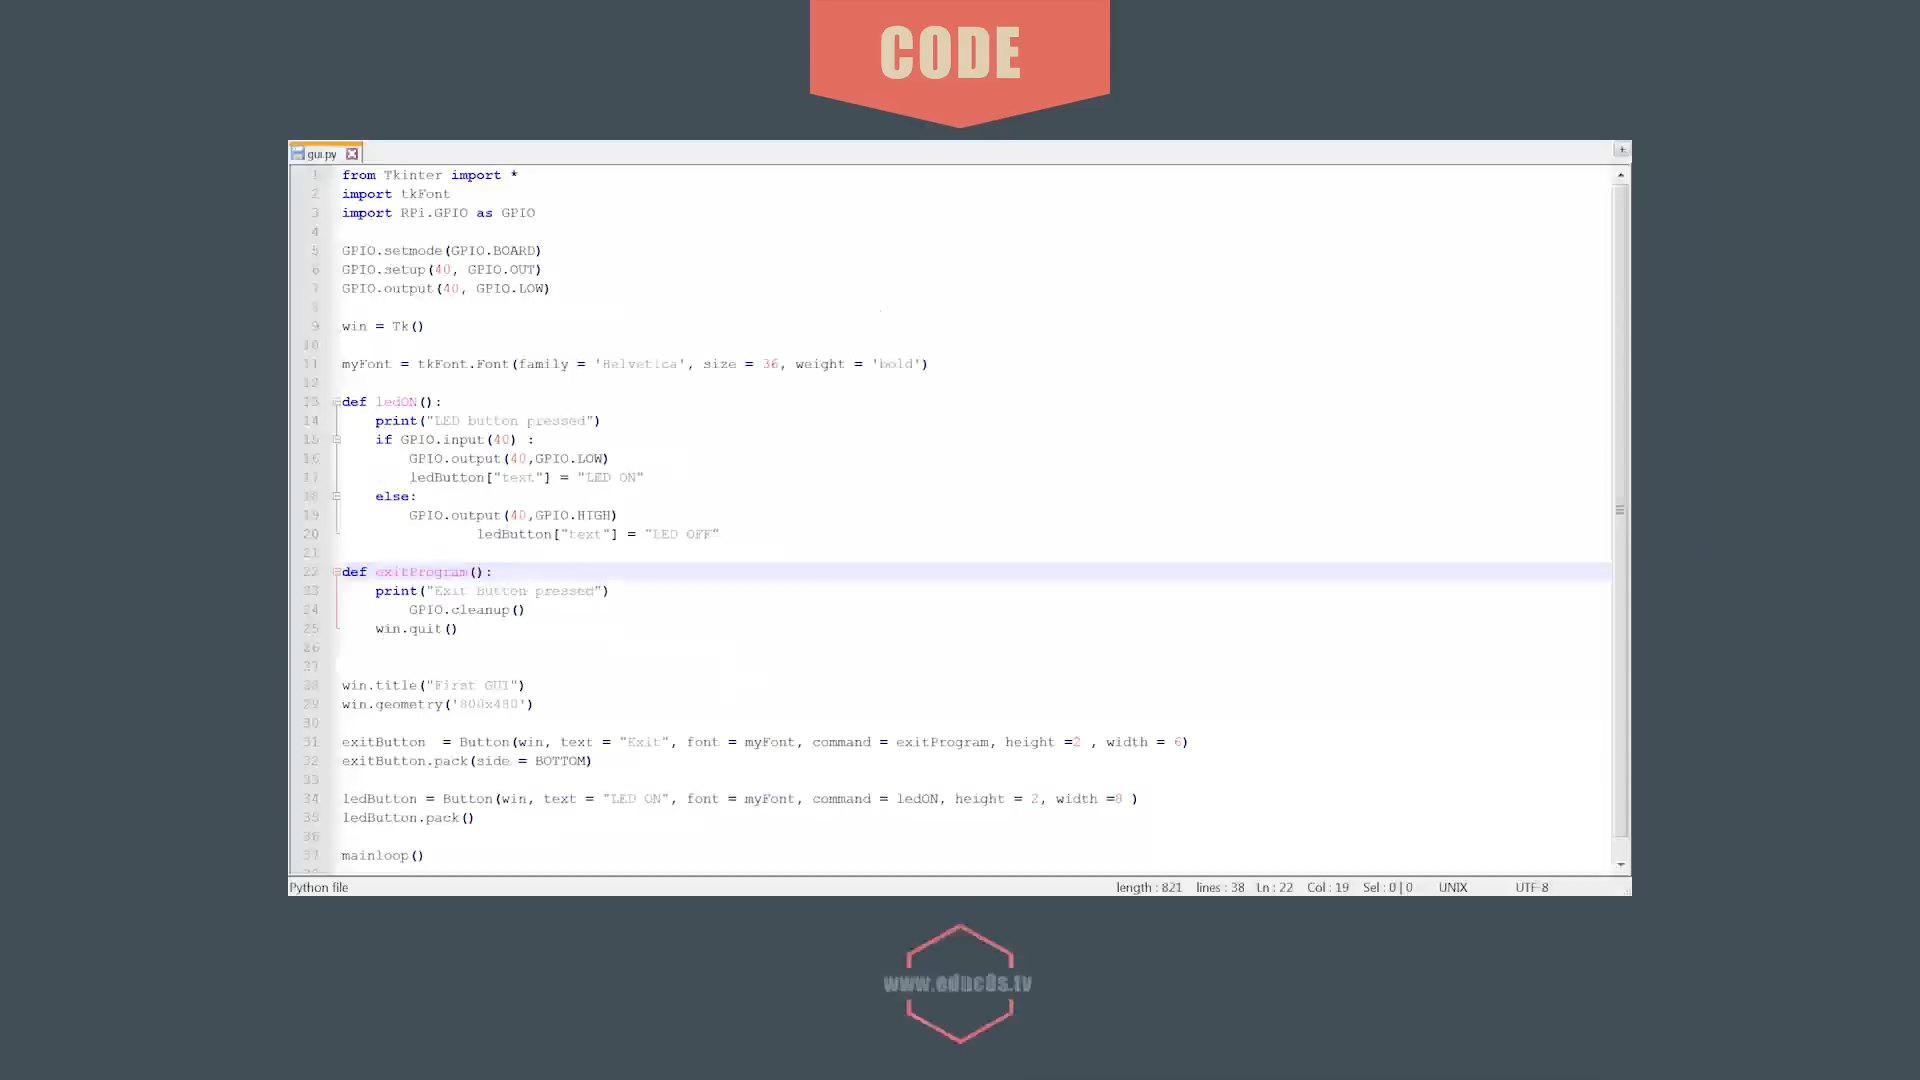 CODE
gui.py
1 from Tkinter import *
2 import tkFont
3 import RPi.GPIO as GPIO
4
5 GPIO.setmode(GPIO.BOARD)
6 GPIO.setup(40, GPIO.OUT)
7 GPIO.output(40, GPIO.LOW)
8
9 win = Tk()
10
11 myFont = tkFont.Font(family = 'Helvetica', size = 36, weight = 'bold')
12
13 def ledON():
14     print("LED button pressed")
15     if GPIO.input(40) :
16         GPIO.output(40,GPIO.LOW)
17         ledButton["text"] = "LED ON"
18     else:
19         GPIO.output(40,GPIO.HIGH)
20                 ledButton["text"] = "LED OFF"
21
22 def exitProgram():
23     print("Exit Button pressed")
24         GPIO.cleanup()
25     win.quit()
26
27
28 win.title("First GUI")
29 win.geometry('800x480')
30
31 exitButton  = Button(win, text = "Exit", font = myFont, command = exitProgram, height =2 , width = 6)
32 exitButton.pack(side = BOTTOM)
33
34 ledButton = Button(win, text = "LED ON", font = myFont, command = ledON, height = 2, width =8 )
35 ledButton.pack()
36
37 mainloop()
Python file length : 821 lines : 38 Ln : 22 Col : 19 Sel : 0 | 0 UNIX UTF-8
www.educ8s.tv